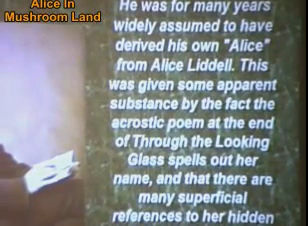 Alice In
Mushroom Land
He was for many years
widely assumed to have
derived his own "Alice"
from Alice Liddell. This
was given some apparent
substance by the fact the
acrostic poem at the end
of Through the Looking
Glass spells out her
name, and that there are
many superficial
references to her hidden